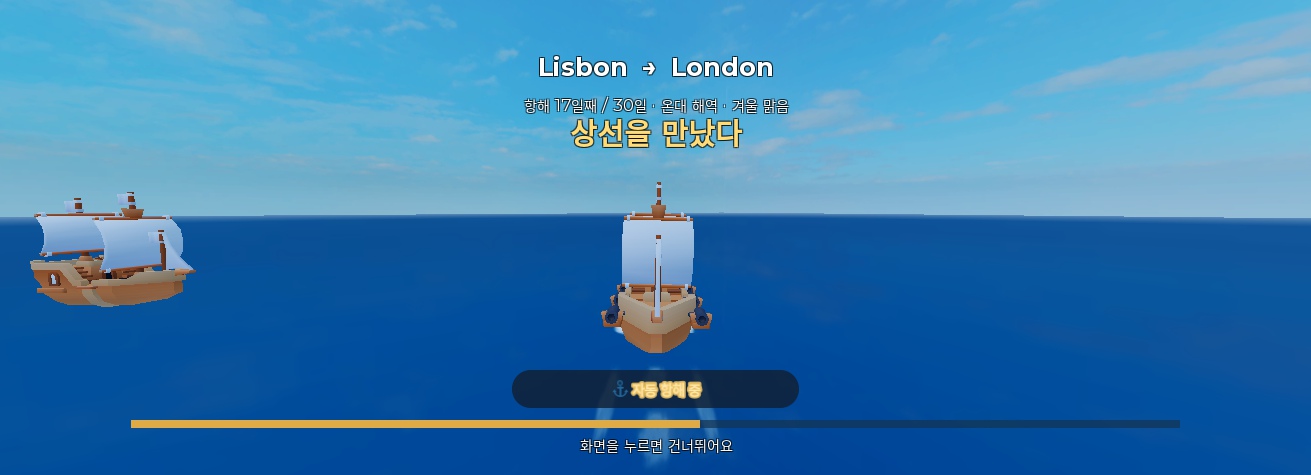 Lisbon → London
항해 17일째 / 30일 · 온대 해역 · 겨울 맑음
상선을 만났다
자동 항해 중
화면을 누르면 건너뛰어요